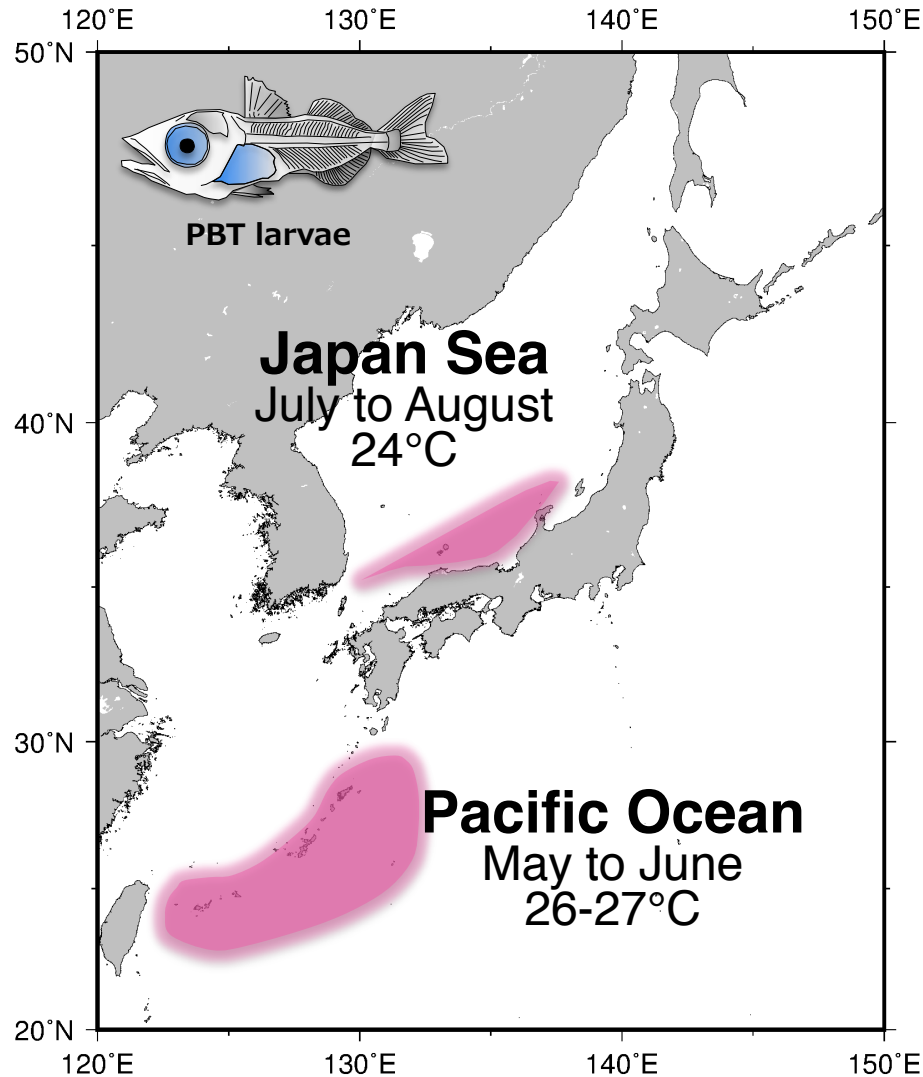 120°E 130°E 140°E 150°E
50°N
PBT larvae
Japan Sea
July to August
24°C
40°N
30°N
Pacific Ocean
May to June
26-27°C
20°N
120°E 130°E 140°E 150°E